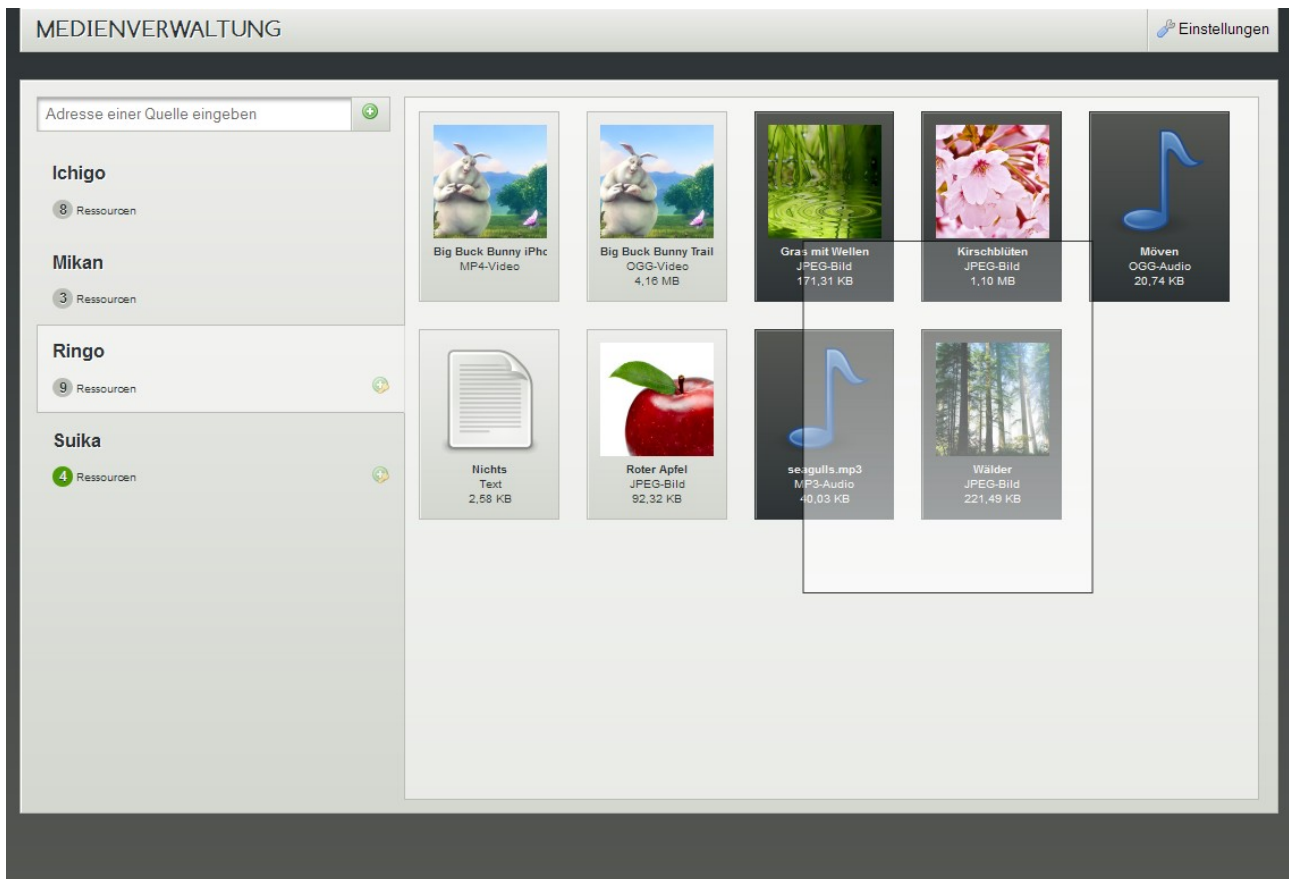 MEDIENVERWALTUNG
Einstellungen
Adresse einer Quelle eingeben
Ichigo
8 Ressourcen
Mikan
3 Ressourcen
Ringo
9 Ressourcen
Suika
4 Ressourcen
Big Buck Bunny iPhc
MP4-Video
Big Buck Bunny Trail
OGG-Video
4,16 MB
Gras mit Wellen
JPEG-Bild
171,31 KB
Kirschblüten
JPEG-Bild
1,10 MB
Möven
OGG-Audio
20,74 KB
Nichts
Text
2,58 KB
Roter Apfel
JPEG-Bild
92,32 KB
seagulls.mp3
MP3-Audio
40,03 KB
Wälder
JPEG-Bild
221,49 KB